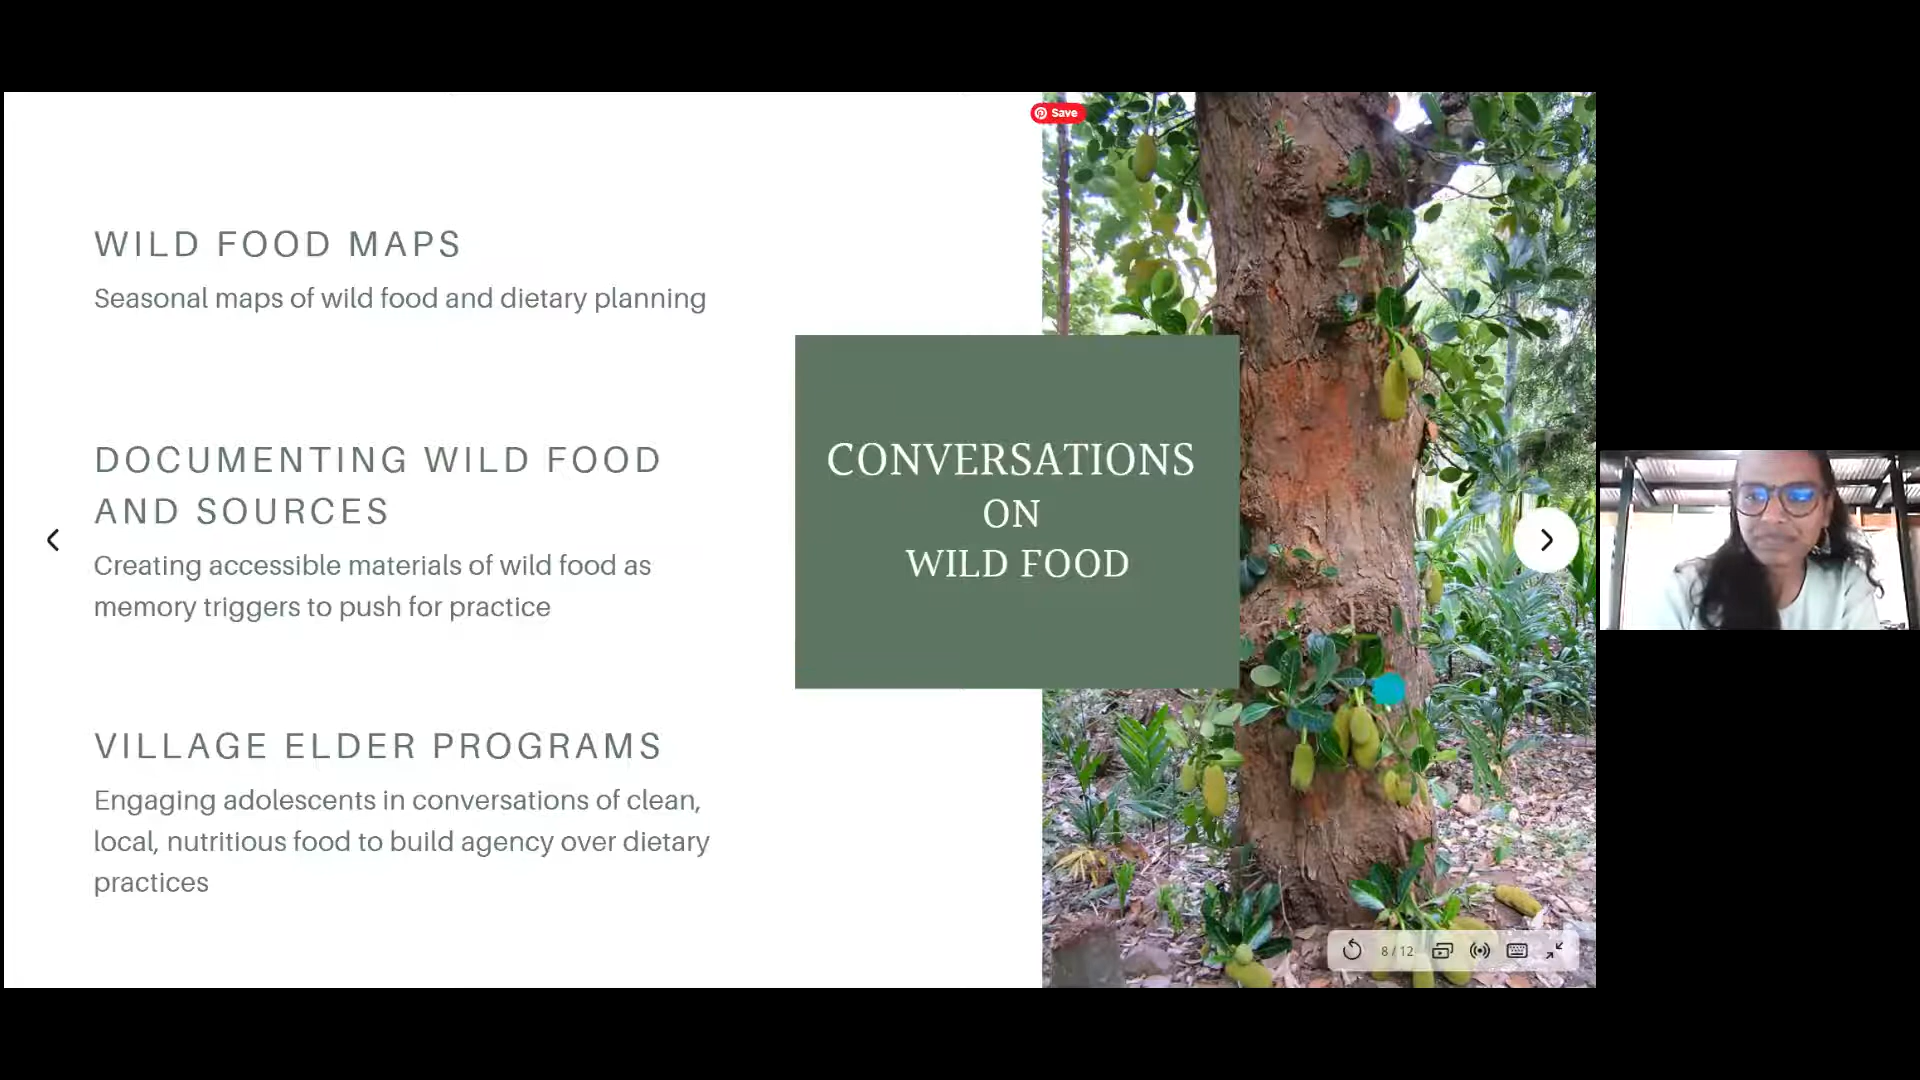 Save
WILD FOOD MAPS
Seasonal maps of wild food and dietary planning
DOCUMENTING WILD FOOD
AND SOURCES
Creating accessible materials of wild food as
memory triggers to push for practice
VILLAGE ELDER PROGRAMS
Engaging adolescents in conversations of clean,
local, nutritious food to build agency over dietary
practices
CONVERSATIONS
ON
WILD FOOD
8 / 12